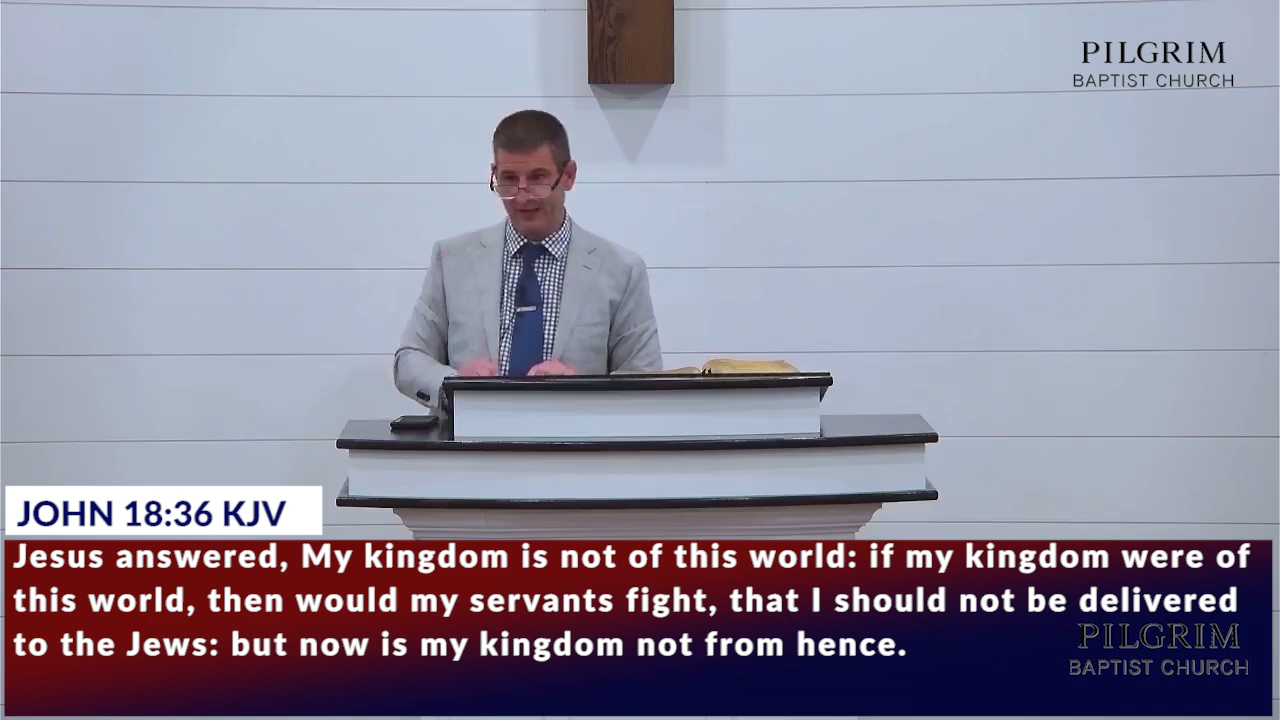 PILGRIM
BAPTIST CHURCH
JOHN 18:36 KJV
Jesus answered, My kingdom is not of this world: if my kingdom were of
this world, then would my servants fight, that I should not be delivered
to the Jews: but now is my kingdom not from hence.
PILGRIM
BAPTIST CHURCH